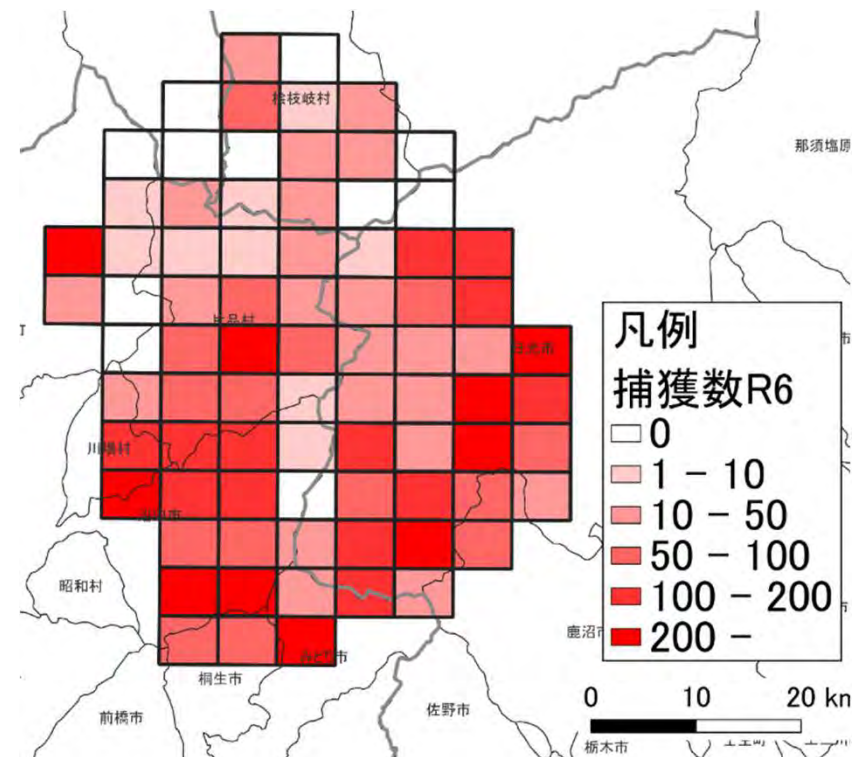 桧枝岐村
那須塩原
片品村
日光市
凡例
捕獲数R6
0
1 - 10
10 - 50
50 - 100
100 - 200
200 -
川場村
沼田市
昭和村
鹿沼市
みどり市
桐生市
前橋市
佐野市
0 10 20 km
栃木市